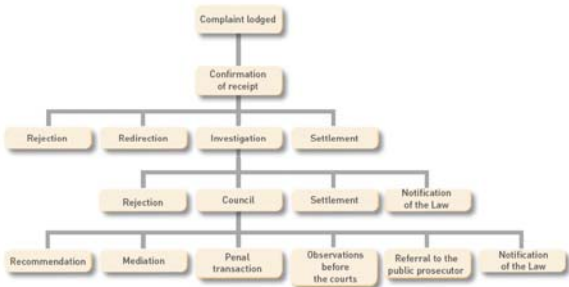 Complaint lodged
Confirmation
of receipt
Rejection
Redirection
Investigation
Settlement
Rejection
Council
Settlement
Notification
of the Law
Recommendation
Mediation
Penal
transaction
Observations
before
the courts
Referral to the
public prosecutor
Notification
of the Law